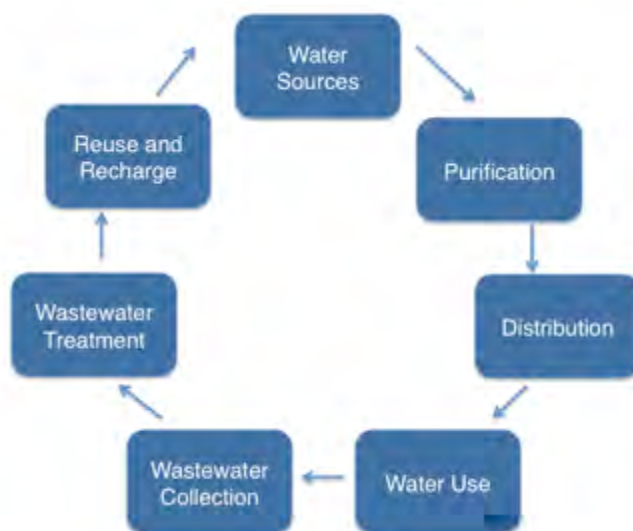 Water
Sources
Purification
Distribution
Water Use
Wastewater
Collection
Wastewater
Treatment
Reuse and
Recharge